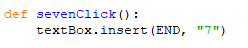 def sevenClick():
    textBox.insert(END, "7")